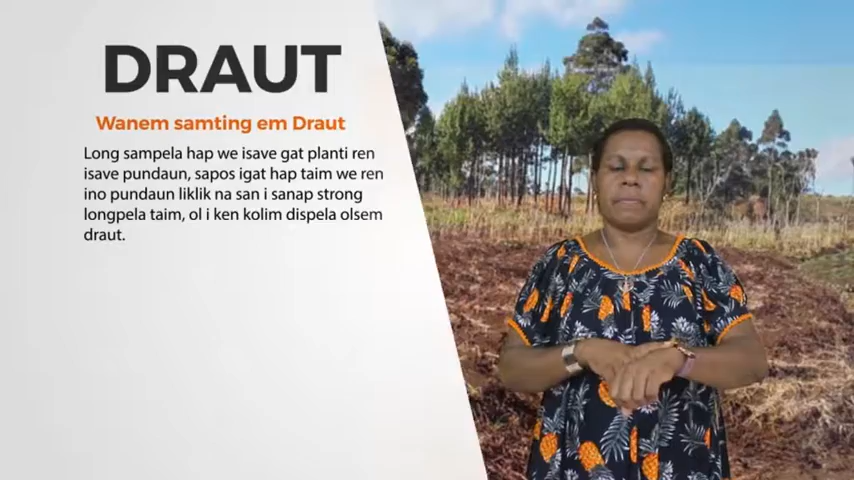 DRAUT
Wanem samting em Draut
Long sampela hap we isave gat planti ren
isave pundaun, sapos igat hap taim we ren
ino pundaun liklik na san i sanap strong
longpela taim, ol i ken kolim dispela olsem
draut.